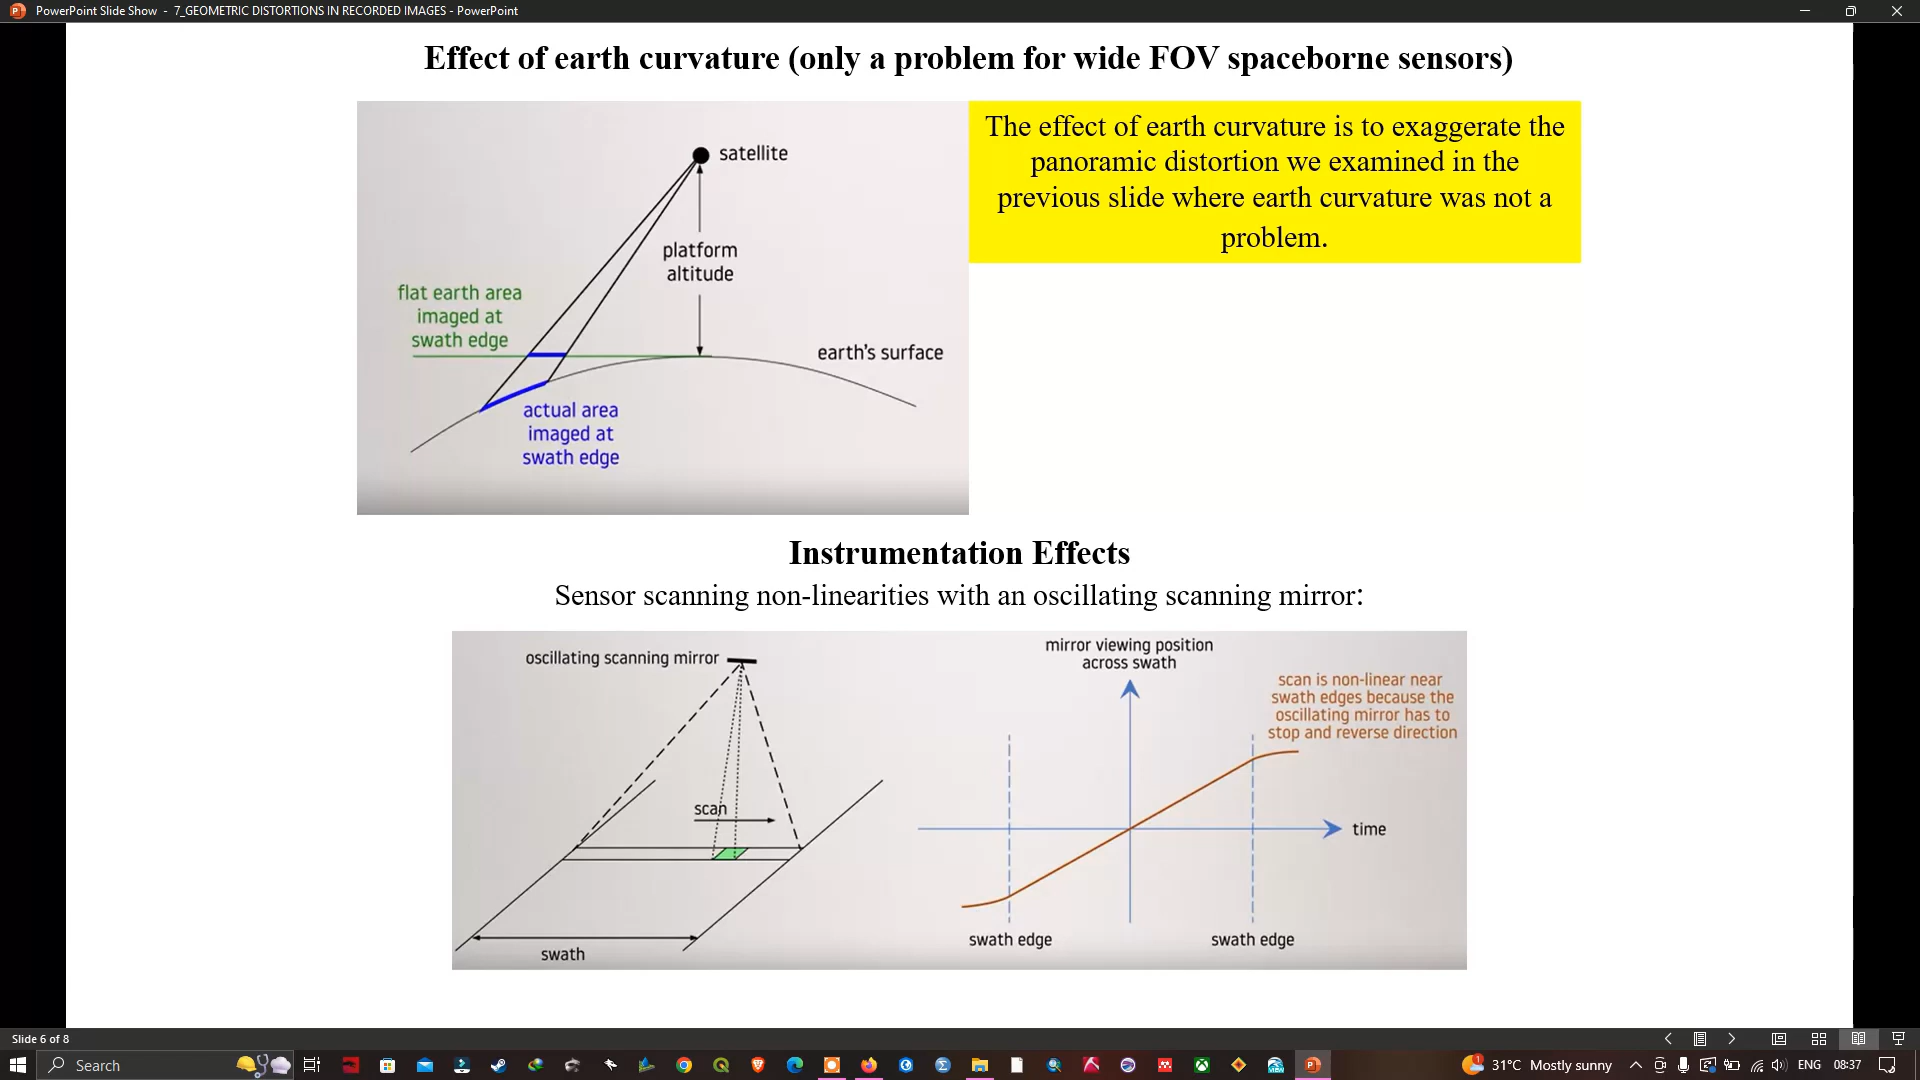 PowerPoint Slide Show - 7_GEOMETRIC DISTORTIONS IN RECORDED IMAGES - PowerPoint
Effect of earth curvature (only a problem for wide FOV spaceborne sensors)
satellite
platform
altitude
flat earth area
imaged at
swath edge
earth's surface
actual area
imaged at
swath edge
The effect of earth curvature is to exaggerate the
panoramic distortion we examined in the
previous slide where earth curvature was not a
problem.
Instrumentation Effects
Sensor scanning non-linearities with an oscillating scanning mirror:
oscillating scanning mirror
scan
swath
mirror viewing position
across swath
scan is non-linear near
swath edges because the
oscillating mirror has to
stop and reverse direction
time
swath edge
swath edge
Slide 6 of 8
Search
31°C Mostly sunny
ENG
08:37